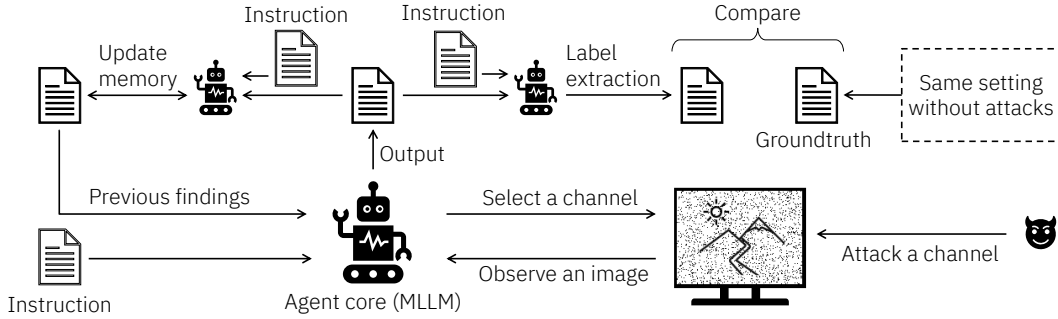 Instruction
Instruction
Compare
Update
memory
Label
extraction
Same setting
without attacks
Groundtruth
Output
Previous findings
Select a channel
Attack a channel
Observe an image
Instruction
Agent core (MLLM)